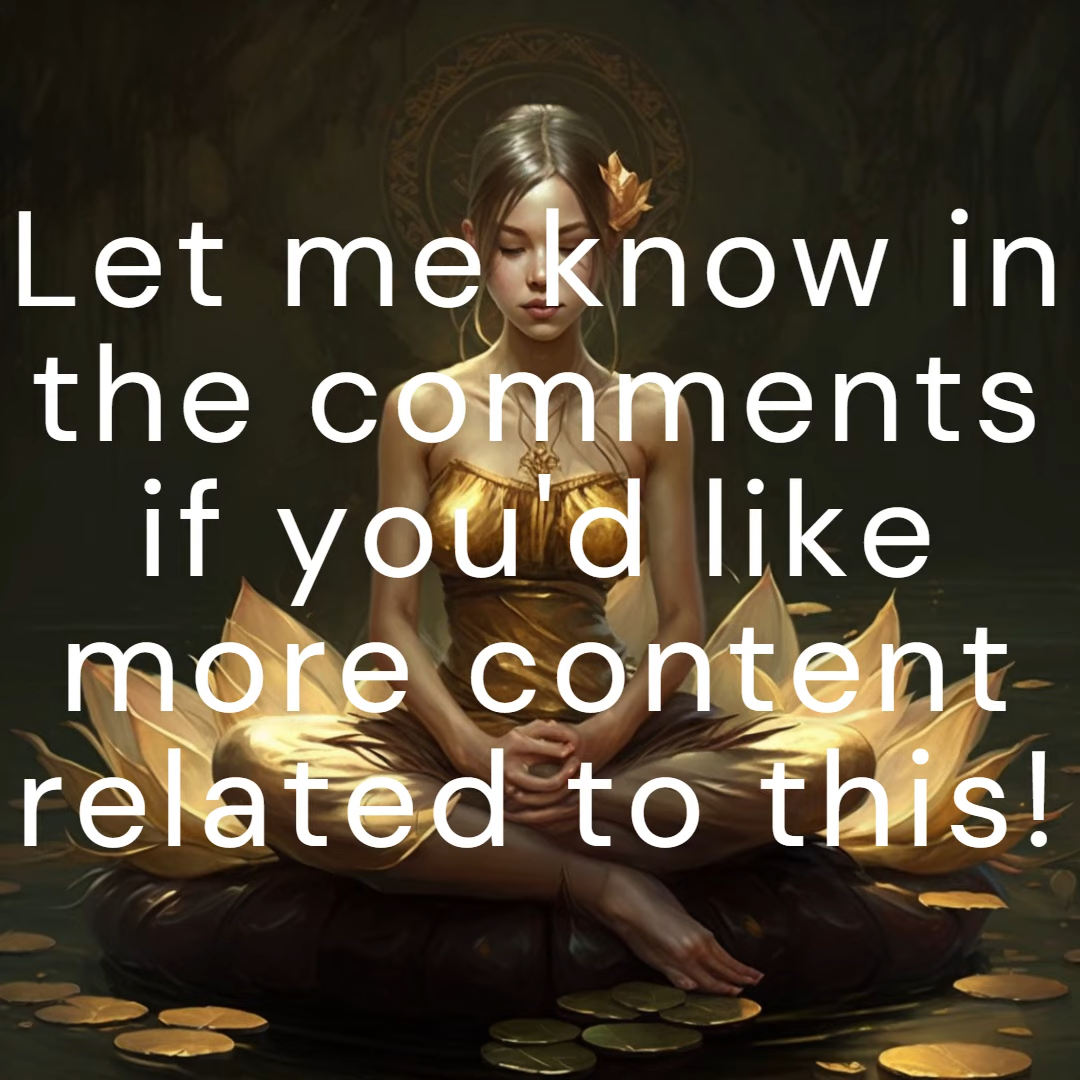 Let me know in
the comments
if you'd like
more content
related to this!